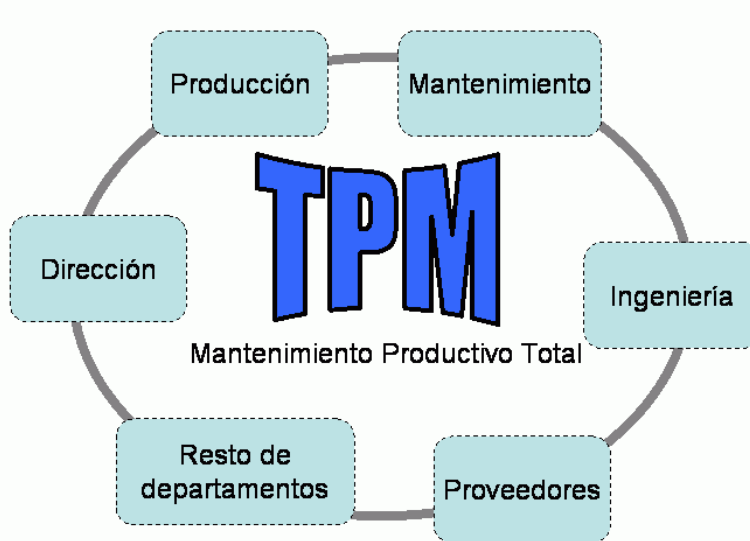 Producción
Mantenimiento
Dirección
TPM
Ingeniería
Mantenimiento Productivo Total
Resto de
departamentos
Proveedores